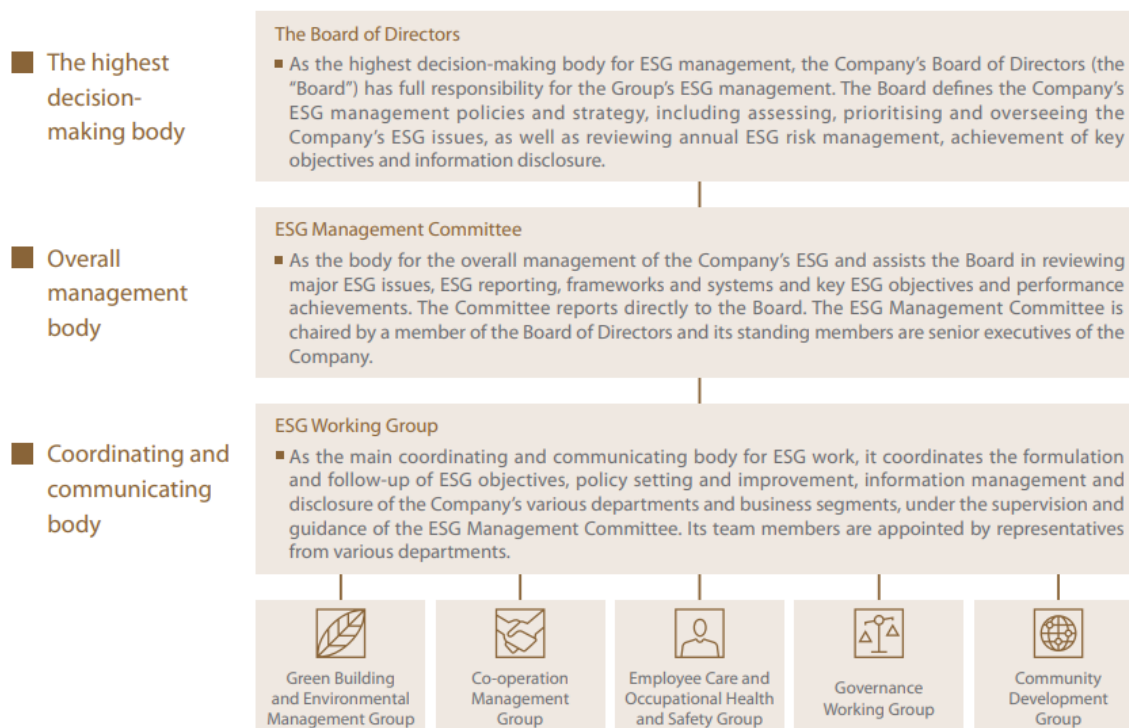 The highest
decision-
making body
The Board of Directors
As the highest decision-making body for ESG management, the Company's Board of Directors (the
"Board") has full responsibility for the Group's ESG management. The Board defines the Company's
ESG management policies and strategy, including assessing, prioritising and overseeing the
Company's ESG issues, as well as reviewing annual ESG risk management, achievement of key
objectives and information disclosure.
Overall
management
body
ESG Management Committee
As the body for the overall management of the Company's ESG and assists the Board in reviewing
major ESG issues, ESG reporting, frameworks and systems and key ESG objectives and performance
achievements. The Committee reports directly to the Board. The ESG Management Committee is
chaired by a member of the Board of Directors and its standing members are senior executives of the
Company.
Coordinating and
communicating
body
ESG Working Group
As the main coordinating and communicating body for ESG work, it coordinates the formulation
and follow-up of ESG objectives, policy setting and improvement, information management and
disclosure of the Company's various departments and business segments, under the supervision and
guidance of the ESG Management Committee. Its team members are appointed by representatives
from various departments.
Green Building
and Environmental
Management Group
Co-operation
Management
Group
Employee Care and
Occupational Health
and Safety Group
Governance
Working Group
Community
Development
Group